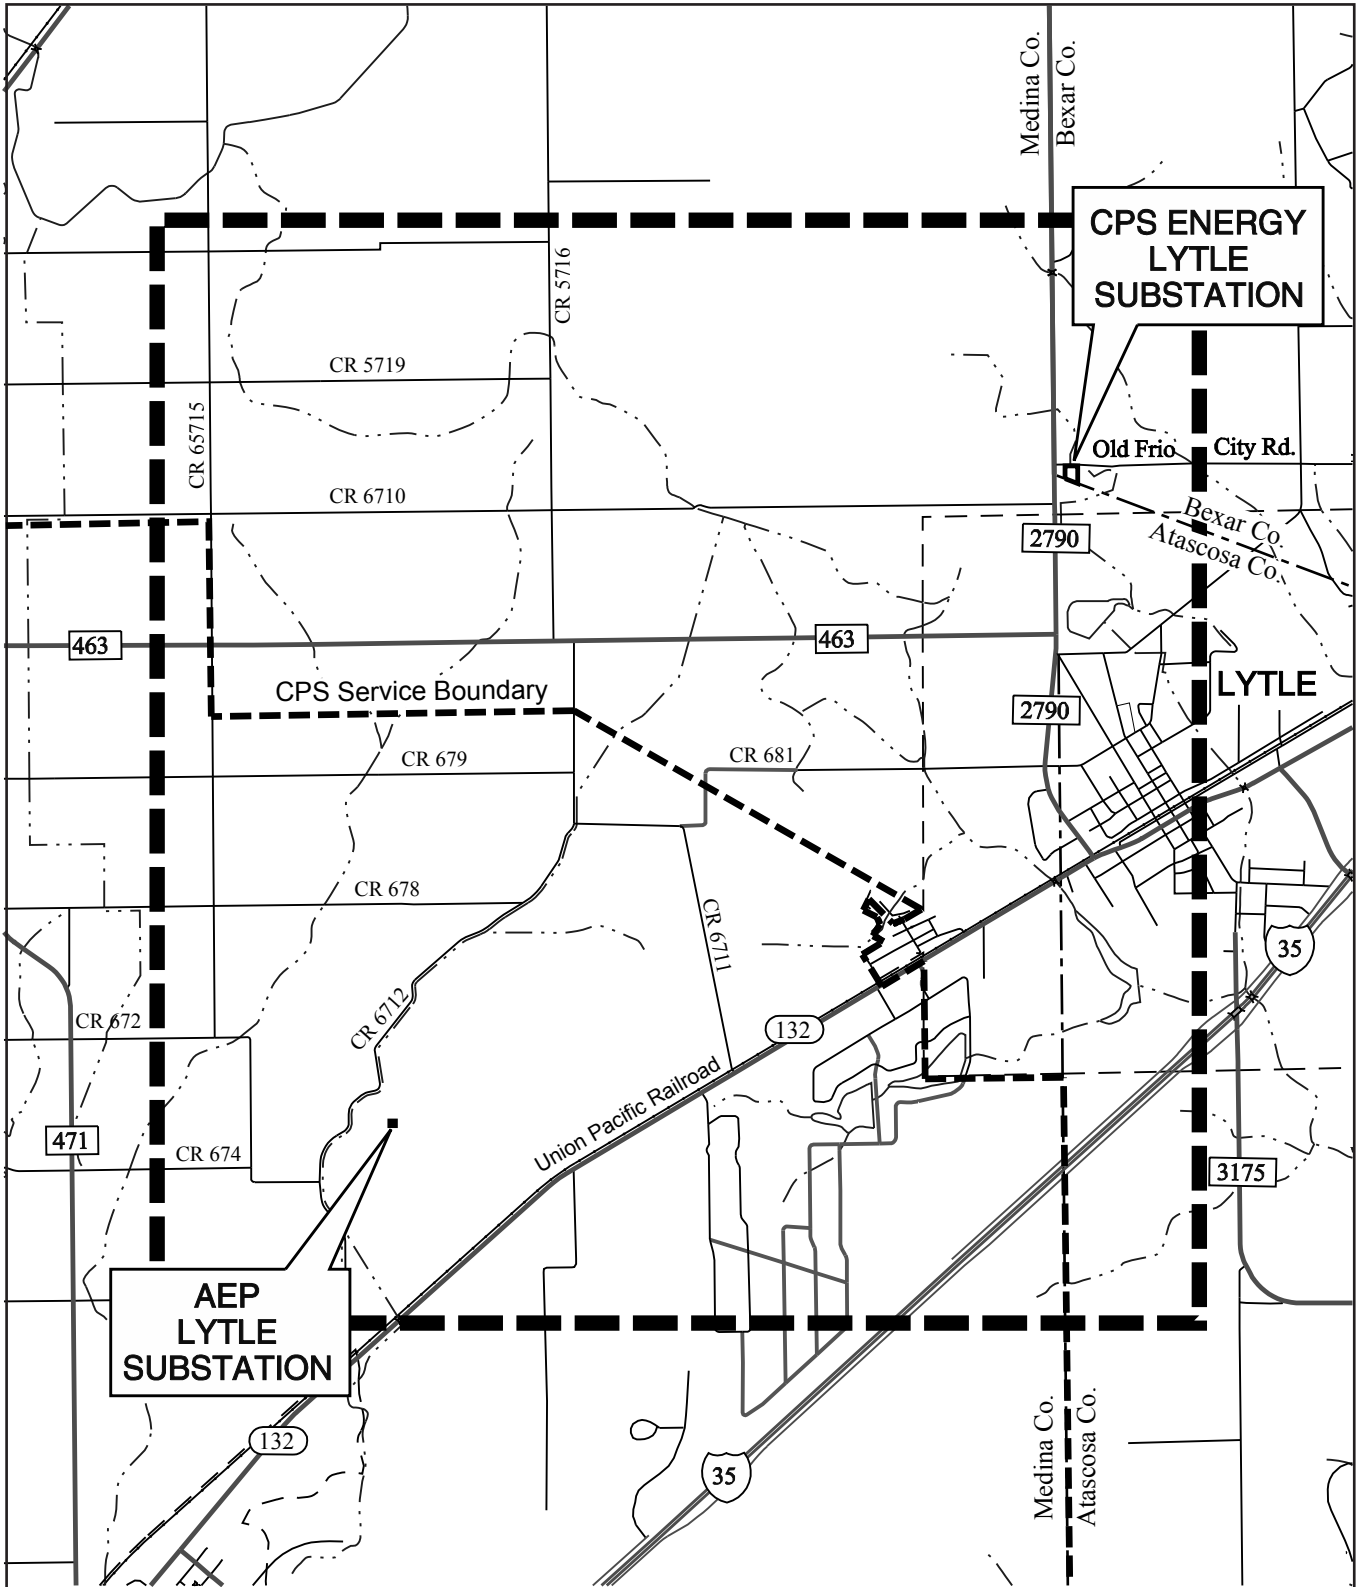 Medina Co.
Bexar Co.
CPS ENERGY
LYTLE
SUBSTATION
CR 5716
CR 5719
CR 65715
Old Frio
City Rd.
CR 6710
Bexar Co.
Atascosa Co.
2790
463
463
CPS Service Boundary
LYTLE
2790
CR 679
CR 681
CR 678
CR 6711
35
CR 6712
CR 672
132
Union Pacific Railroad
471
CR 674
3175
AEP
LYTLE
SUBSTATION
132
35
Medina Co.
Atascosa Co.